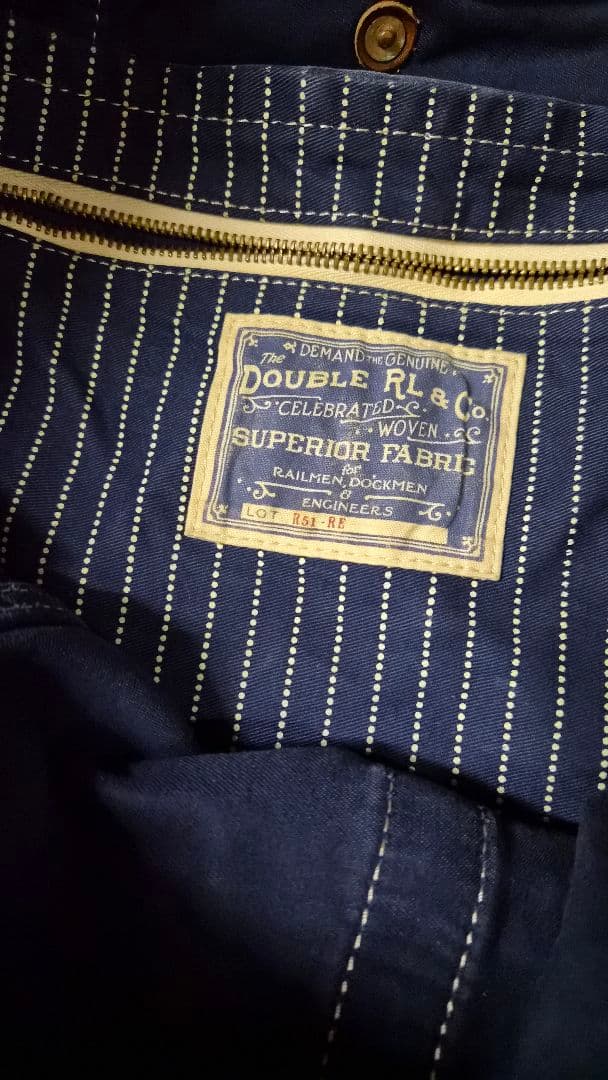 DEMAND THE GENUINE
The
DOUBLE RL & Co.
CELEBRATED
WOVEN
SUPERIOR FABRIC
for
RAILMEN, DOCKMEN
&
ENGINEERS
LOT R51-RE